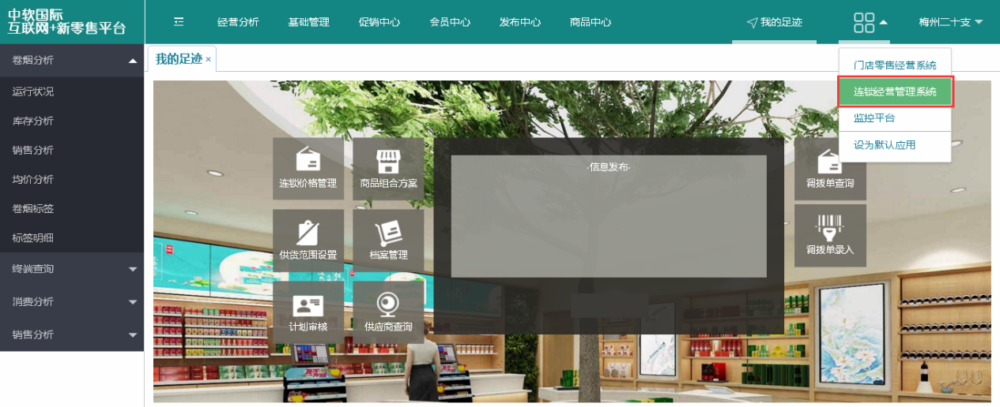 中软国际
互联网+新零售平台
经营分析
基础管理
促销中心
会员中心
发布中心
商品中心
我的足迹
梅州二十支
卷烟分析
运行状况
库存分析
销售分析
均价分析
卷烟标签
标签明细
终端查询
消费分析
销售分析
我的足迹 ×
门店零售经营系统
连锁经营管理系统
监控平台
设为默认应用
连锁价格管理
商品组合方案
-信息发布-
调拨单查询
供货范围设置
档案管理
调拨单录入
计划审核
供应商查询